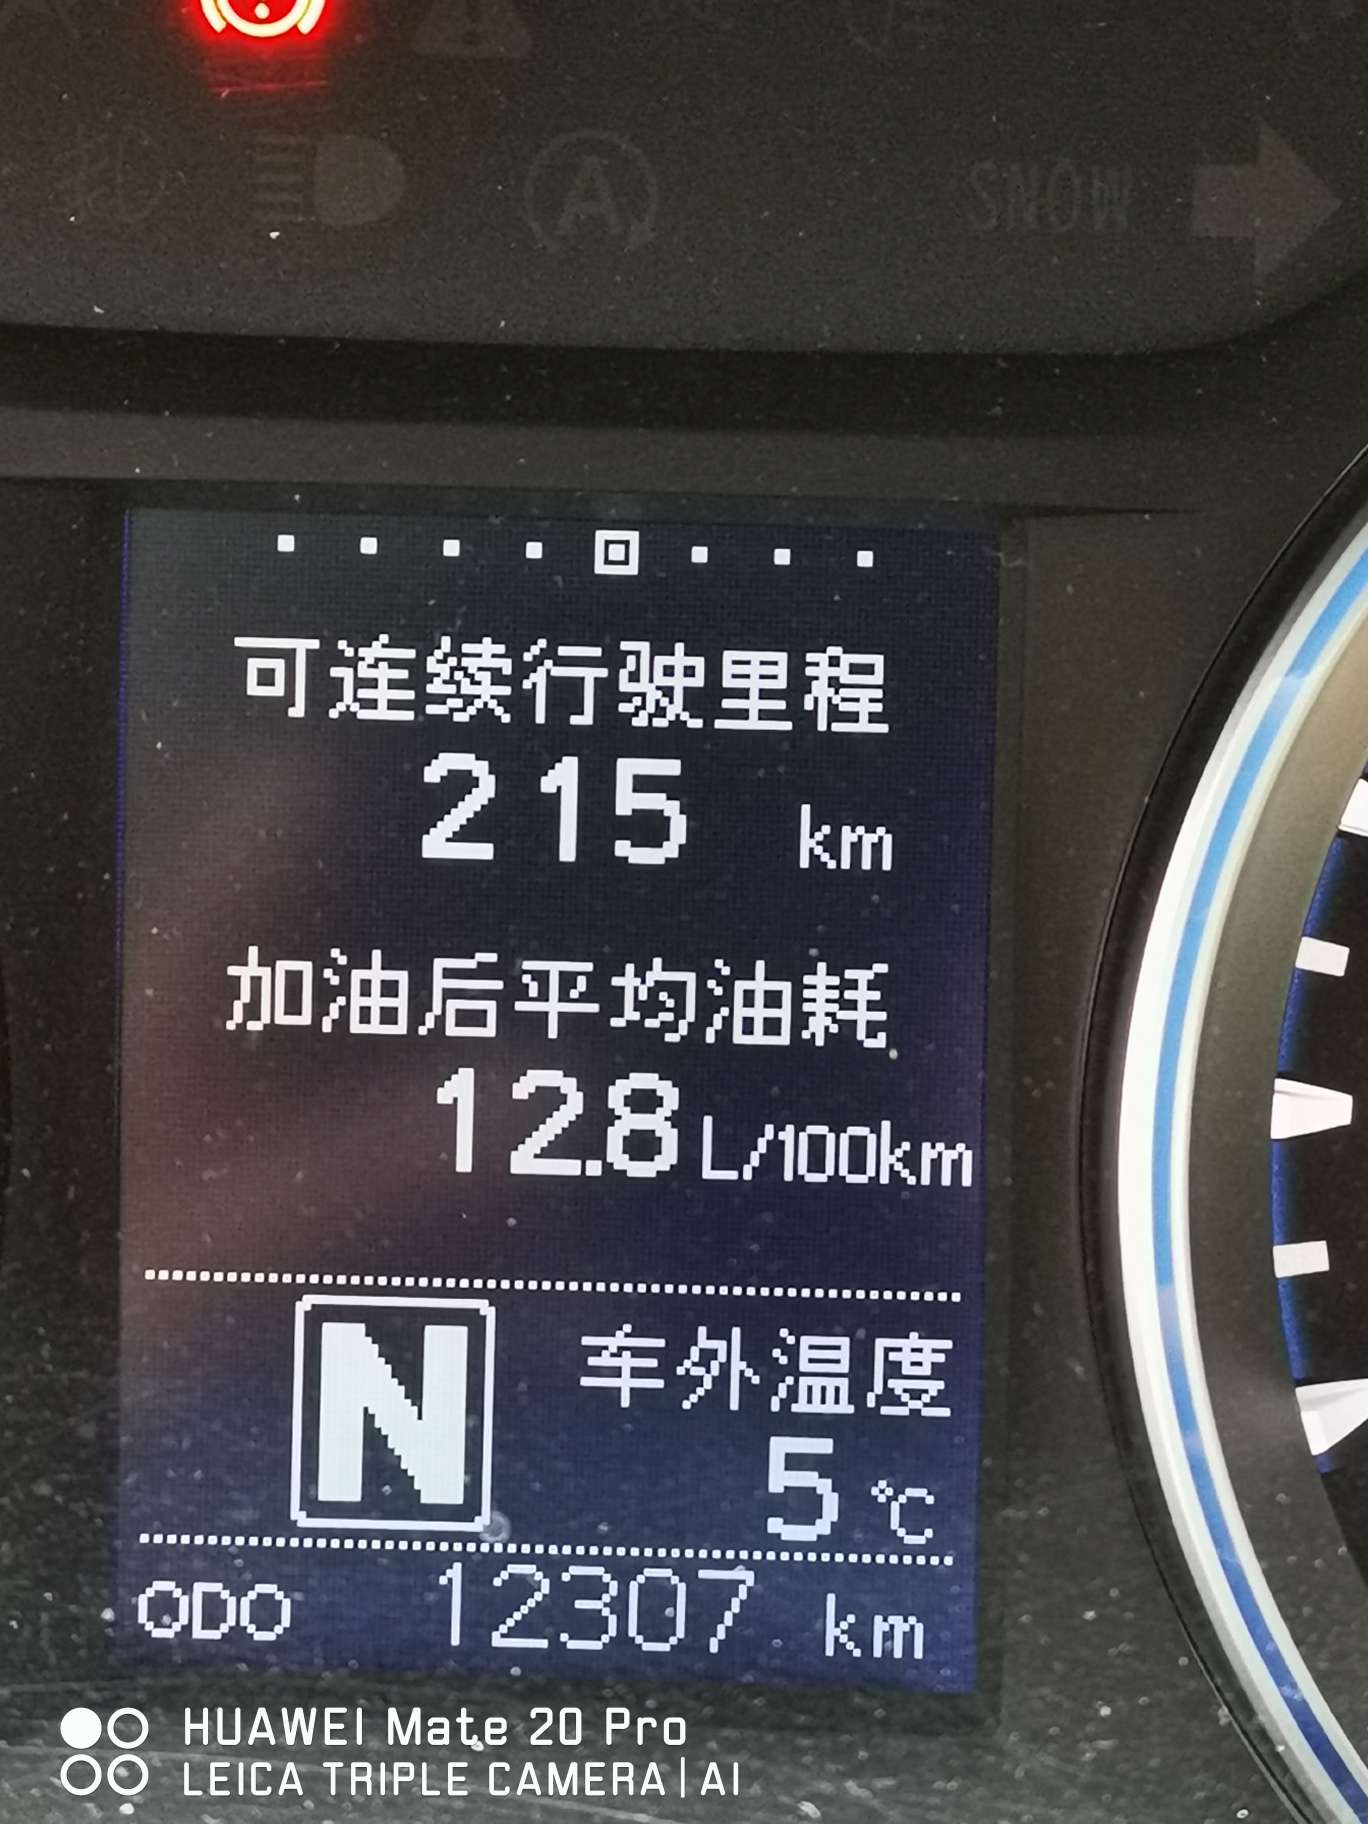 A
SNOW
可连续行驶里程
215 km
加油后平均油耗
12.8 L/100km
N
车外温度
5 ℃
ODO 12307 km
HUAWEI Mate 20 Pro
LEICA TRIPLE CAMERA|AI